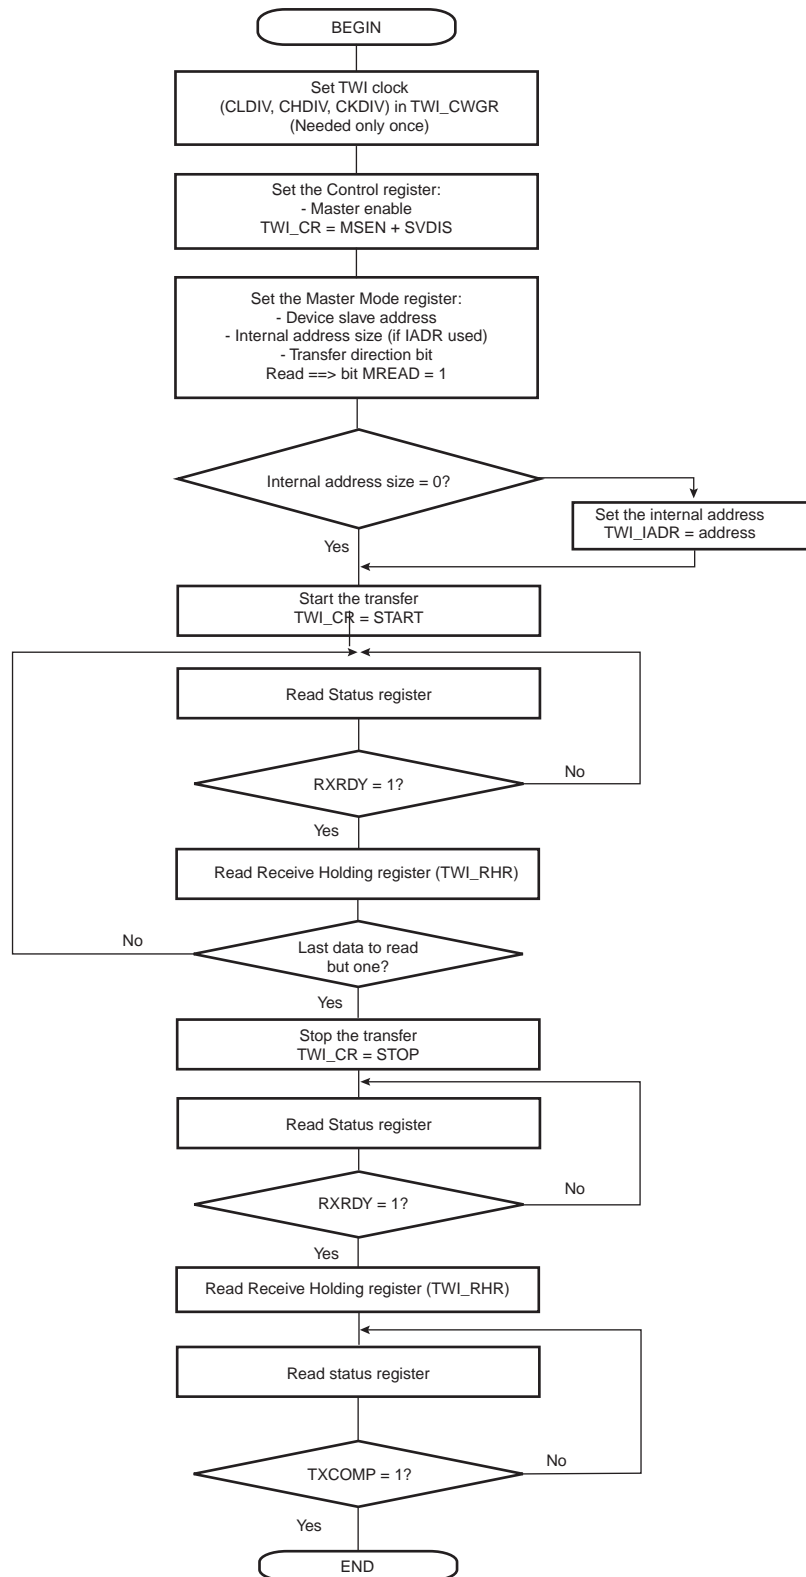 BEGIN
Set TWI clock
(CLDIV, CHDIV, CKDIV) in TWI_CWGR
(Needed only once)
Set the Control register:
- Master enable
TWI_CR = MSEN + SVDIS
Set the Master Mode register:
- Device slave address
- Internal address size (if IADR used)
- Transfer direction bit
Read ==> bit MREAD = 1
Internal address size = 0?
Set the internal address
TWI_IADR = address
Yes
Start the transfer
TWI_CR = START
Read Status register
RXRDY = 1?
No
Yes
Read Receive Holding register (TWI_RHR)
No
Last data to read
but one?
Yes
Stop the transfer
TWI_CR = STOP
Read Status register
RXRDY = 1?
No
Yes
Read Receive Holding register (TWI_RHR)
Read status register
TXCOMP = 1?
No
Yes
END